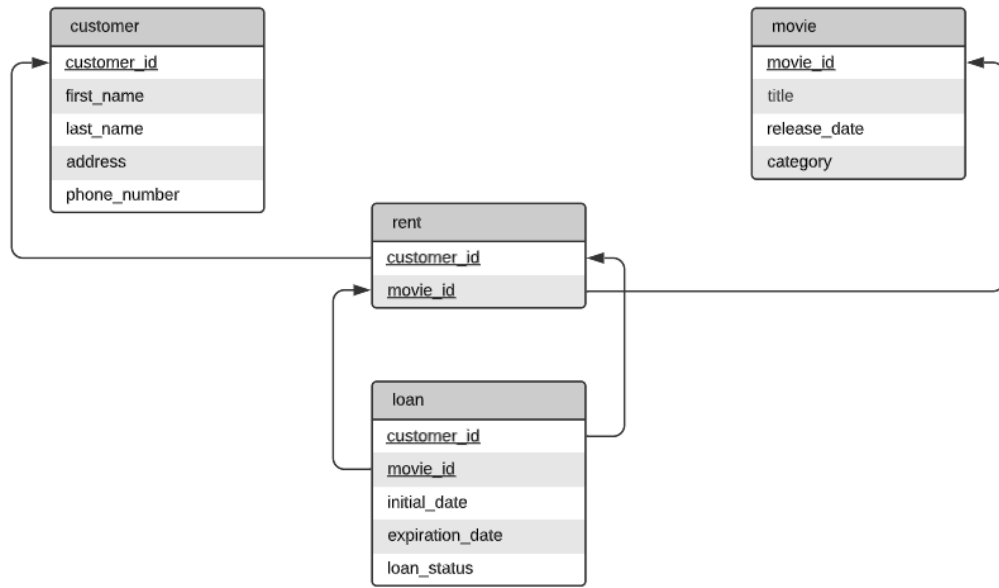 customer
customer_id
first_name
last_name
address
phone_number
movie
movie_id
title
release_date
category
rent
customer_id
movie_id
loan
customer_id
movie_id
initial_date
expiration_date
loan_status